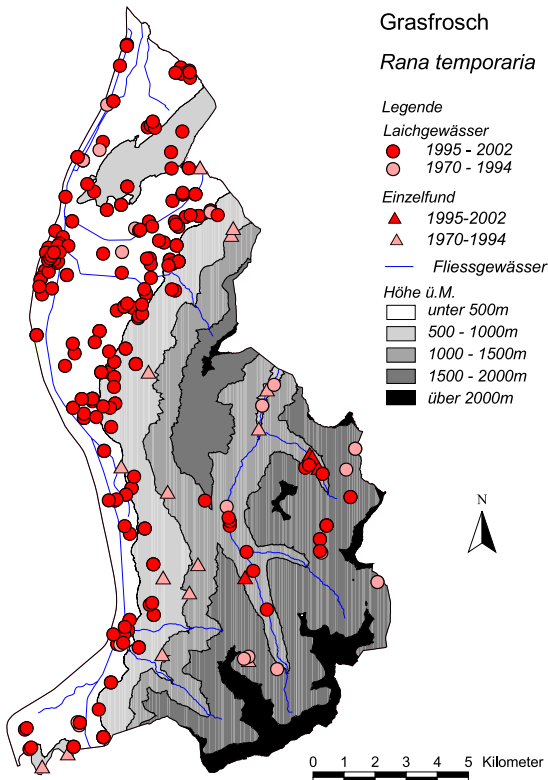 Grasfrosch
Rana temporaria
Legende
Laichgewässer
1995 - 2002
1970 - 1994
Einzelfund
1995-2002
1970-1994
Fliessgewässer
Höhe ü.M.
unter 500m
500 - 1000m
1000 - 1500m
1500 - 2000m
über 2000m
N
0 1 2 3 4 5 Kilometer